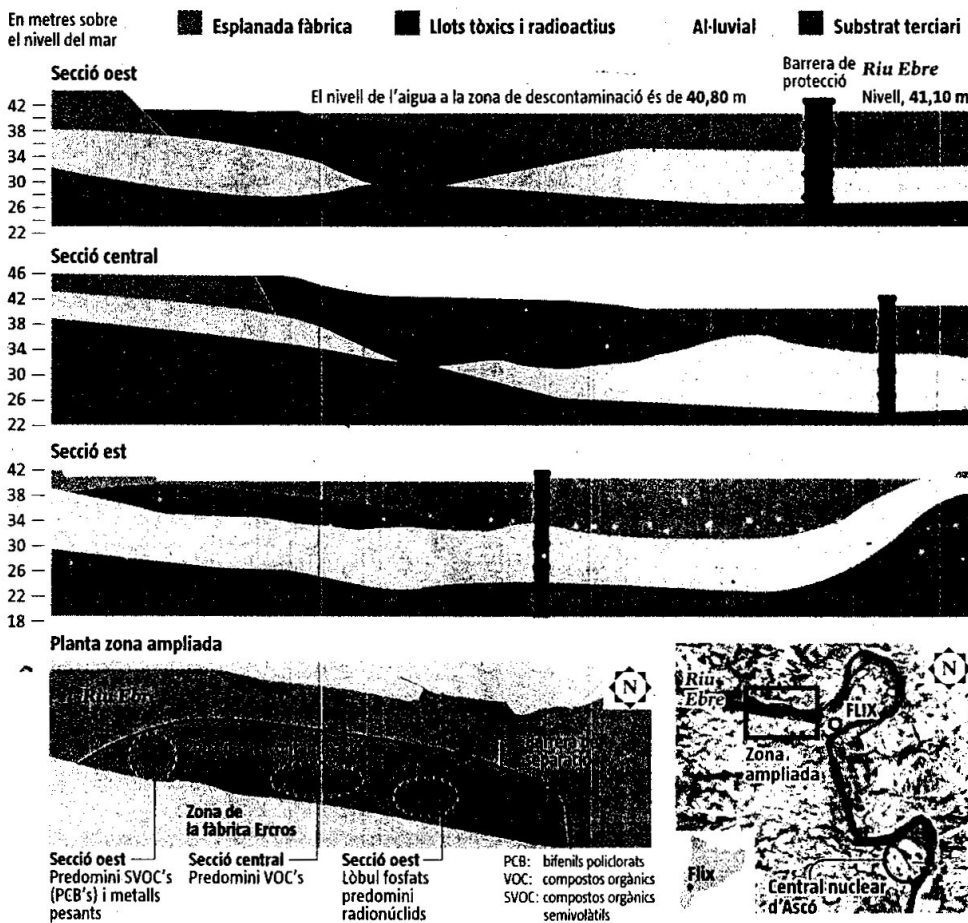 En metres sobre
el nivell del mar
Esplanada fàbrica
Llots tòxics i radioactius
Al·luvial
Substrat terciari
Secció oest
El nivell de l'aigua a la zona de descontaminació és de 40,80 m
Barrera de
protecció
Riu Ebre
Nivell, 41,10 m
42
38
34
30
26
22
Secció central
46
42
38
34
30
26
22
Secció est
42
38
34
30
26
22
18
Planta zona ampliada
Riu Ebre
N
Zona de
la fàbrica Ercros
Secció oest
Predomini SVOC's
(PCB's) i metalls
pesants
Secció central
Predomini VOC's
Secció oest
Lòbul fosfats
predomini
radionúclids
PCB: bifenils policlorats
VOC: compostos orgànics
SVOC: compostos orgànics
semivolàtils
Riu
Ebre
FLIX
N
Zona
ampliada
Flix
Central nuclear
d'Ascó